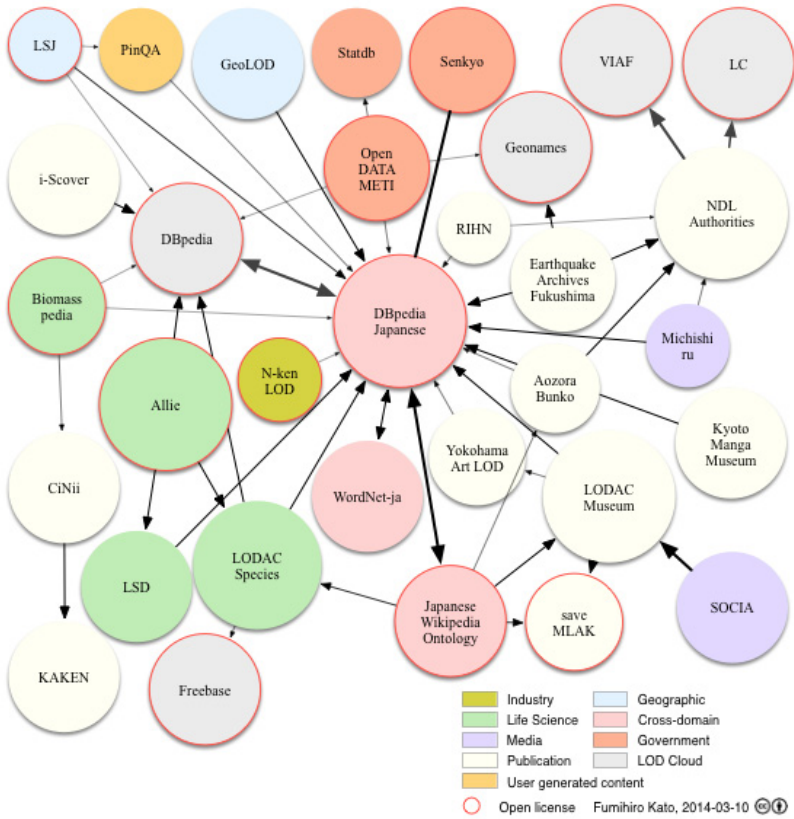 LSJ
PinQA
GeoLOD
Statdb
Senkyo
VIAF
LC
Open
DATA
METI
Geonames
i-Scover
NDL
Authorities
DBpedia
RIHN
Earthquake
Archives
Fukushima
Biomass
pedia
DBpedia
Japanese
Michishi
ru
N-ken
LOD
Aozora
Bunko
Allie
Kyoto
Manga
Museum
Yokohama
Art LOD
CiNii
WordNet-ja
LODAC
Museum
LODAC
Species
LSD
Japanese
Wikipedia
Ontology
save
MLAK
SOCIA
KAKEN
Freebase
Industry
Geographic
Life Science
Cross-domain
Media
Government
Publication
LOD Cloud
User generated content
Open license Fumihiro Kato, 2014-03-10
cc